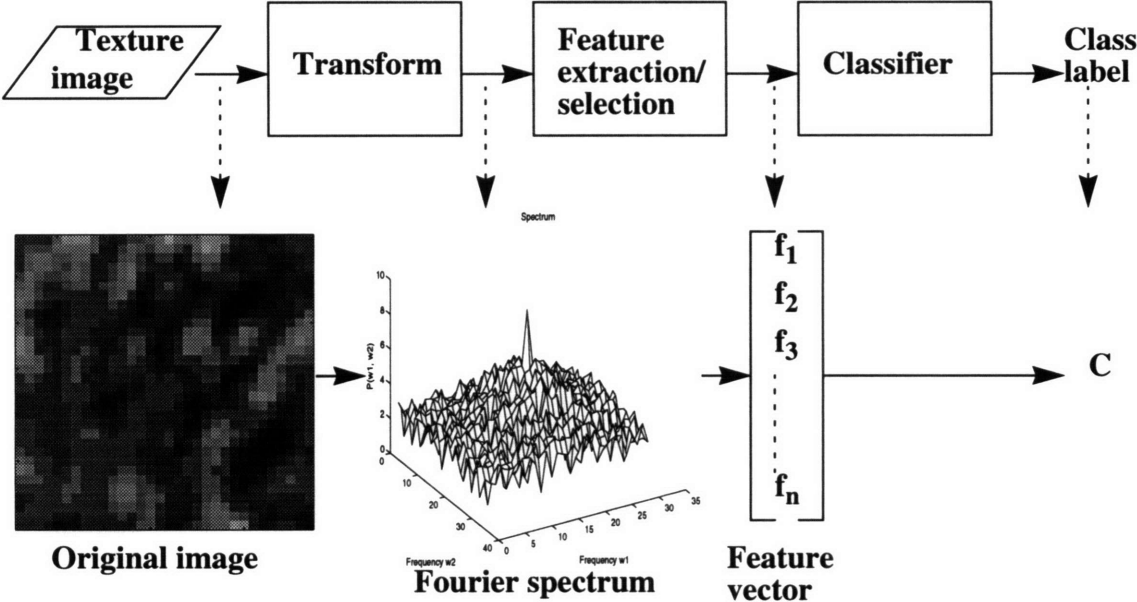 Texture
image
Transform
Feature
extraction/
selection
Classifier
Class
label
Spectrum
10
8
6
4
2
0
P(w1, w2)
0
10
20
30
40
Frequency w2
0
5
10
15
20
25
30
35
Frequency w1
f1
f2
f3
fn
C
Original image
Fourier spectrum
Feature
vector